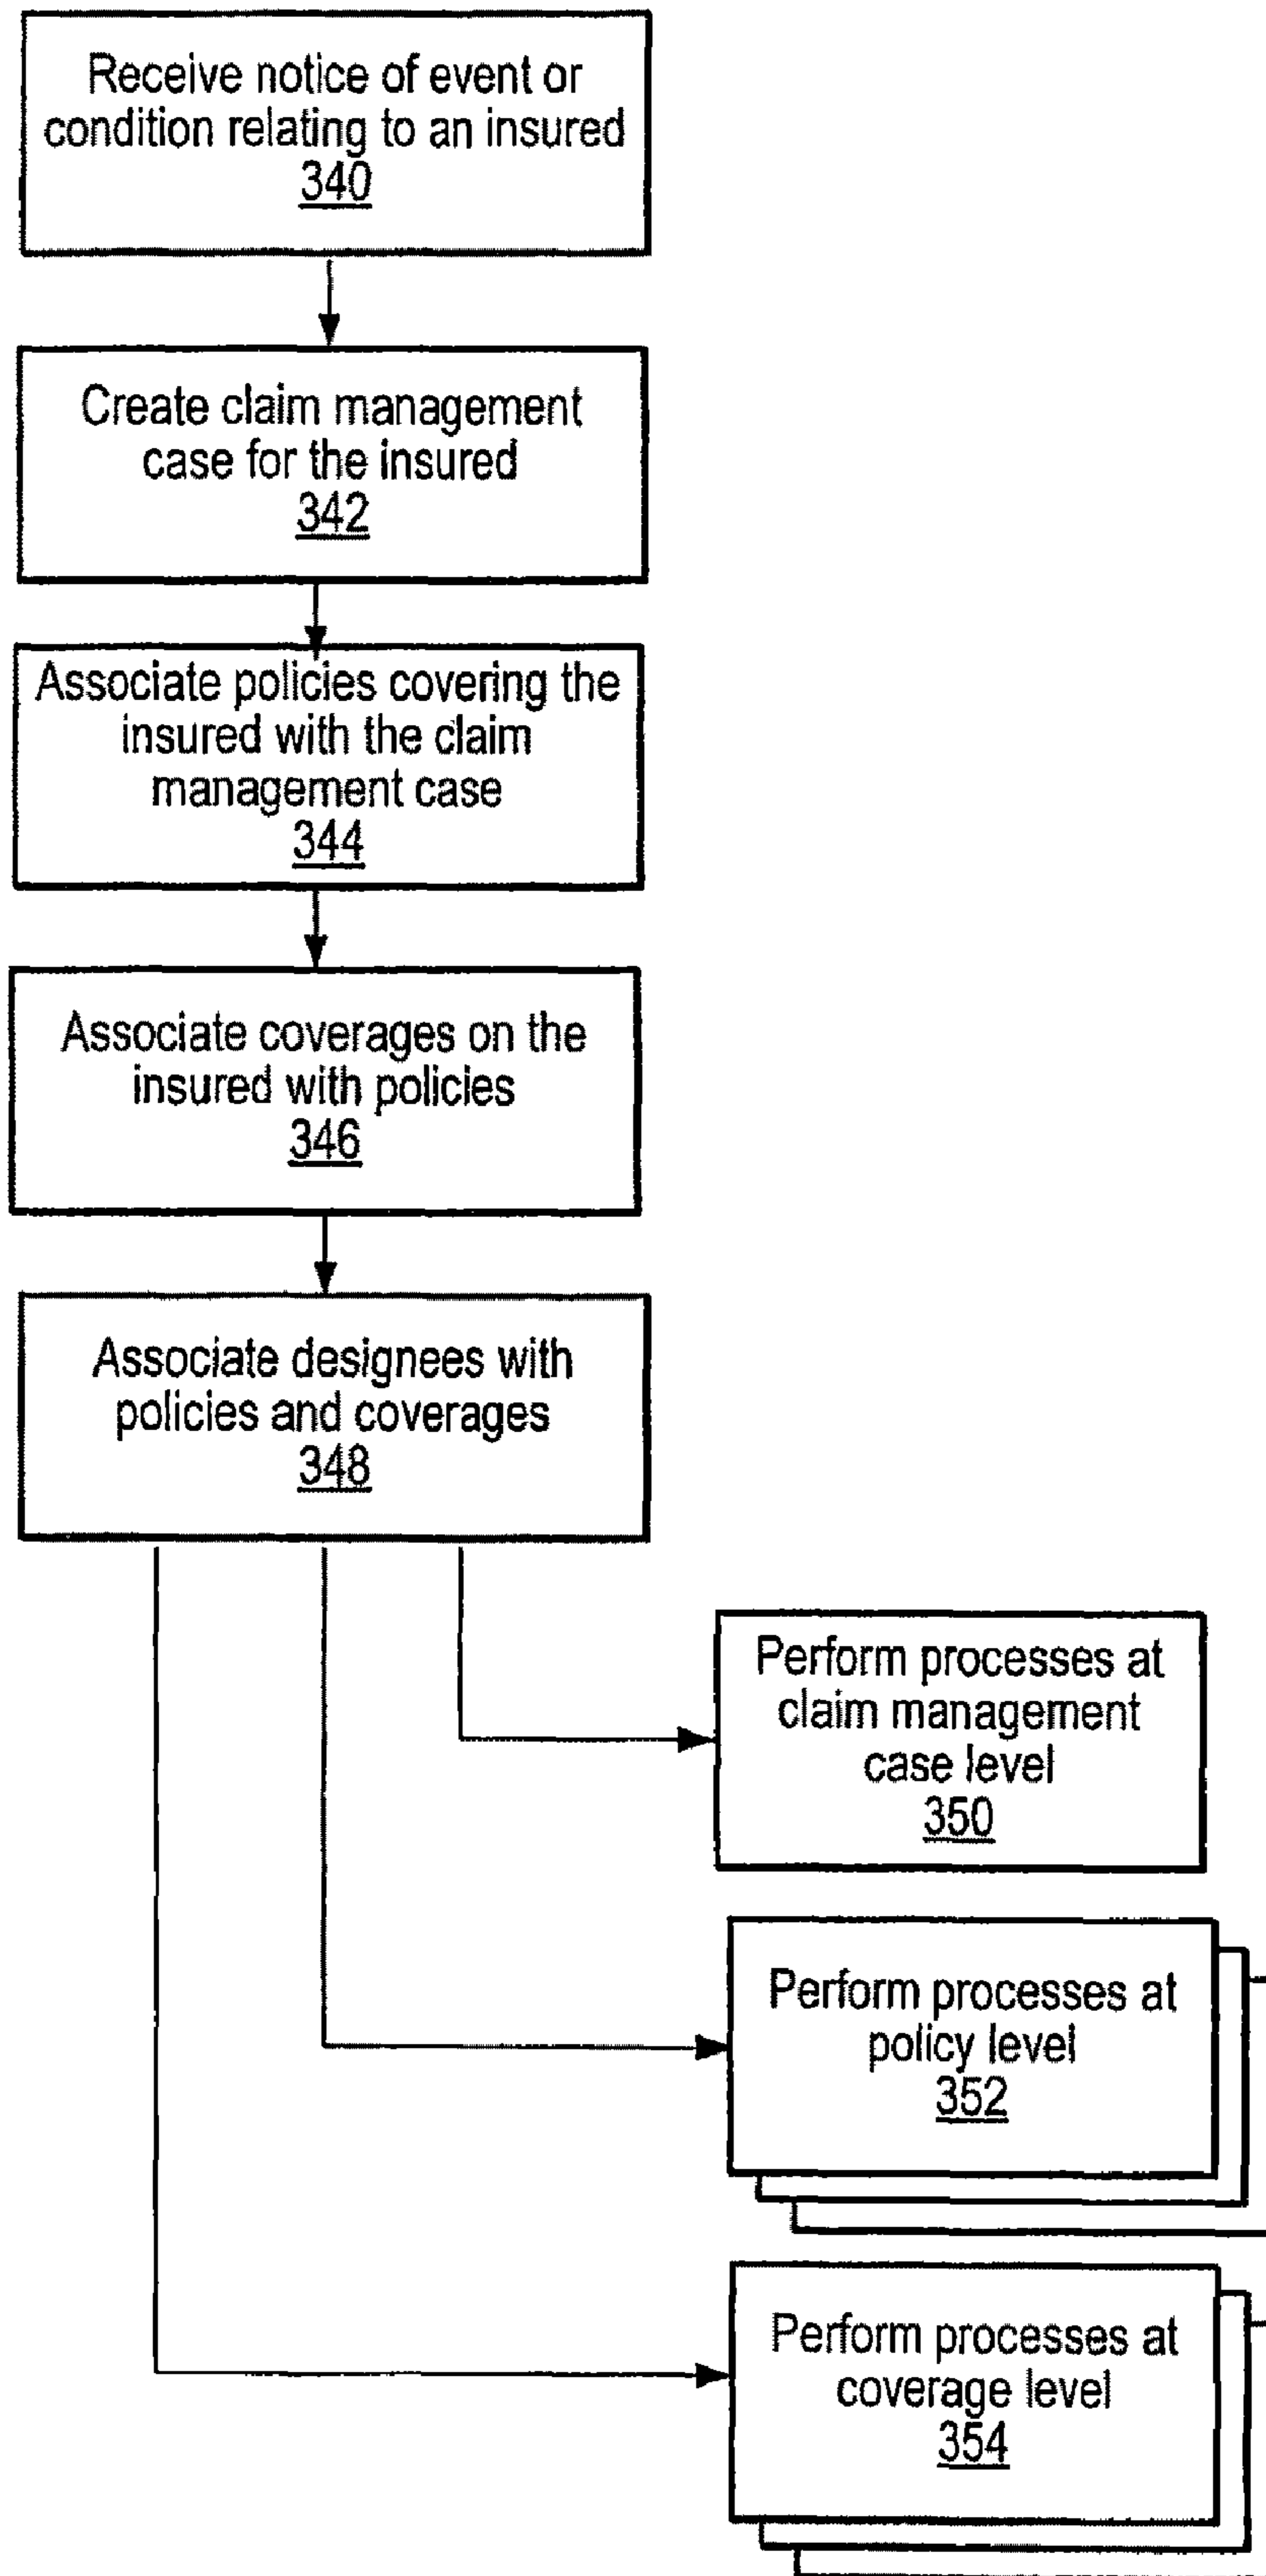 Receive notice of event or
condition relating to an insured
340
Create claim management
case for the insured
342
Associate policies covering the
insured with the claim
management case
344
Associate coverages on the
insured with policies
346
Associate designees with
policies and coverages
348
Perform processes at
claim management
case level
350
Perform processes at
policy level
352
Perform processes at
coverage level
354